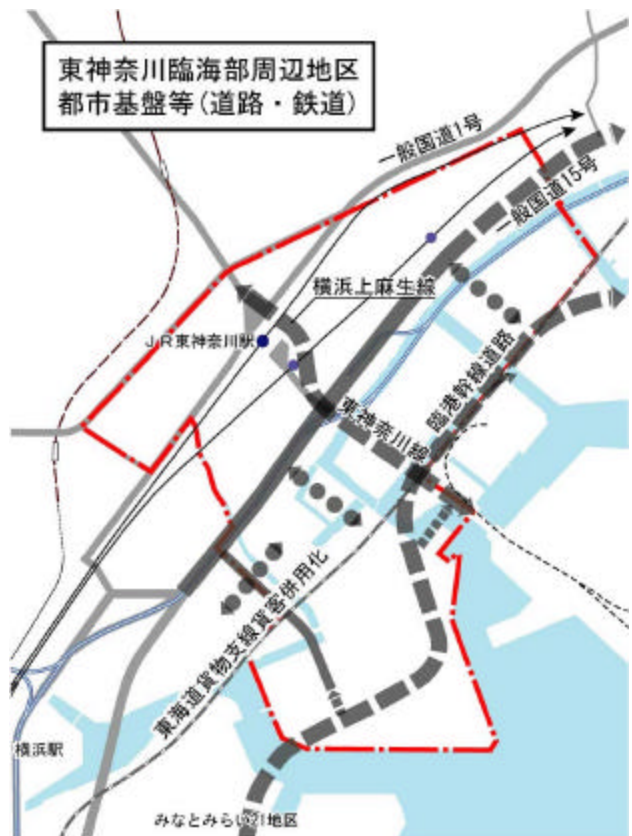 東神奈川臨海部周辺地区
都市基盤等(道路・鉄道)
一般国道1号
一般国道15号
横浜上麻生線
JR東神奈川駅
臨港幹線道路
東神奈川線
東海道貨物支線貨客併用化
横浜駅
みなとみらい21地区